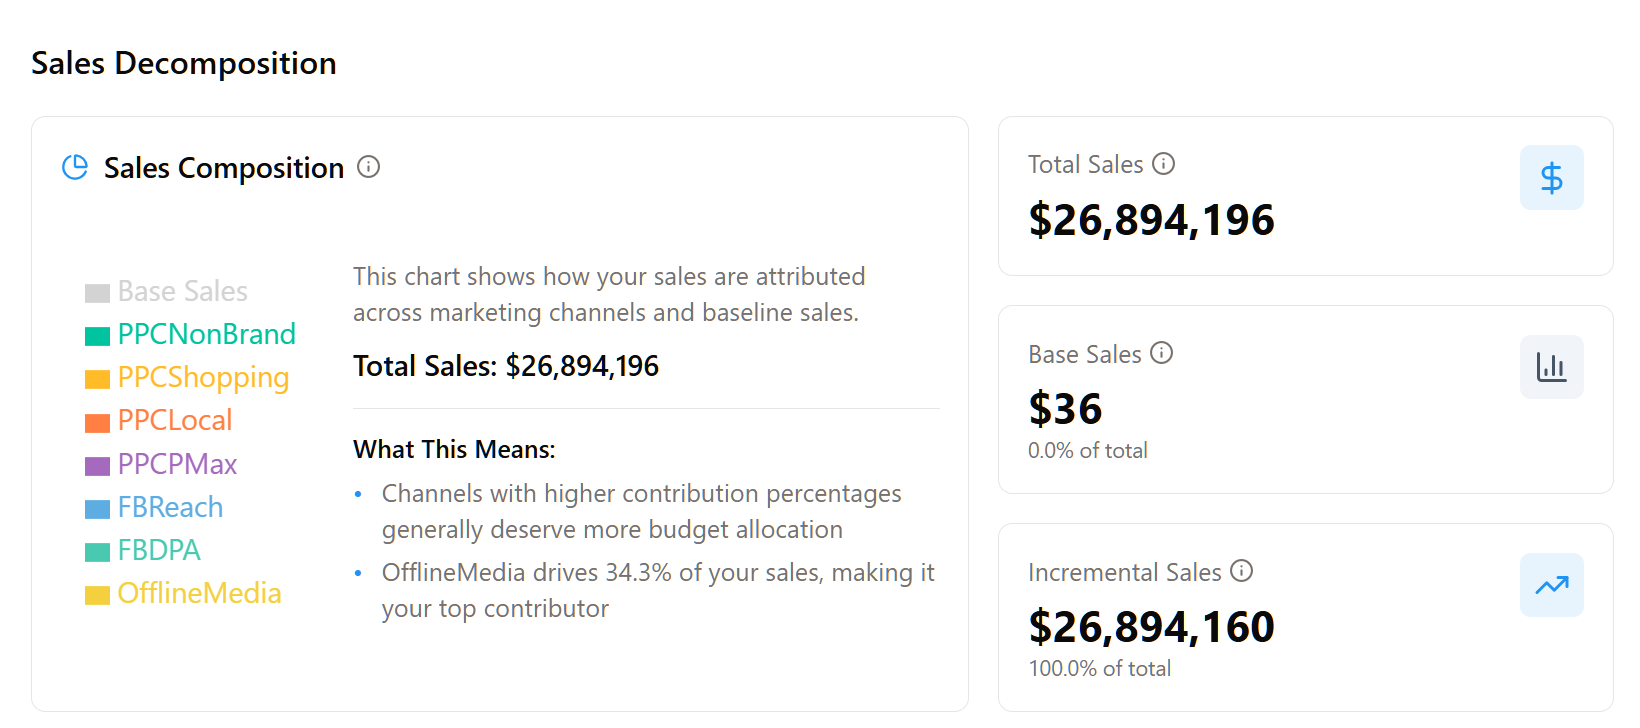 Sales Decomposition
Sales Composition
Base Sales
PPCNonBrand
PPCShopping
PPCLocal
PPCPMax
FBReach
FBDPA
OfflineMedia
This chart shows how your sales are attributed
across marketing channels and baseline sales.
Total Sales: $26,894,196
What This Means:
• Channels with higher contribution percentages
generally deserve more budget allocation
• OfflineMedia drives 34.3% of your sales, making it
your top contributor
Total Sales
$26,894,196
Base Sales
$36
0.0% of total
Incremental Sales
$26,894,160
100.0% of total